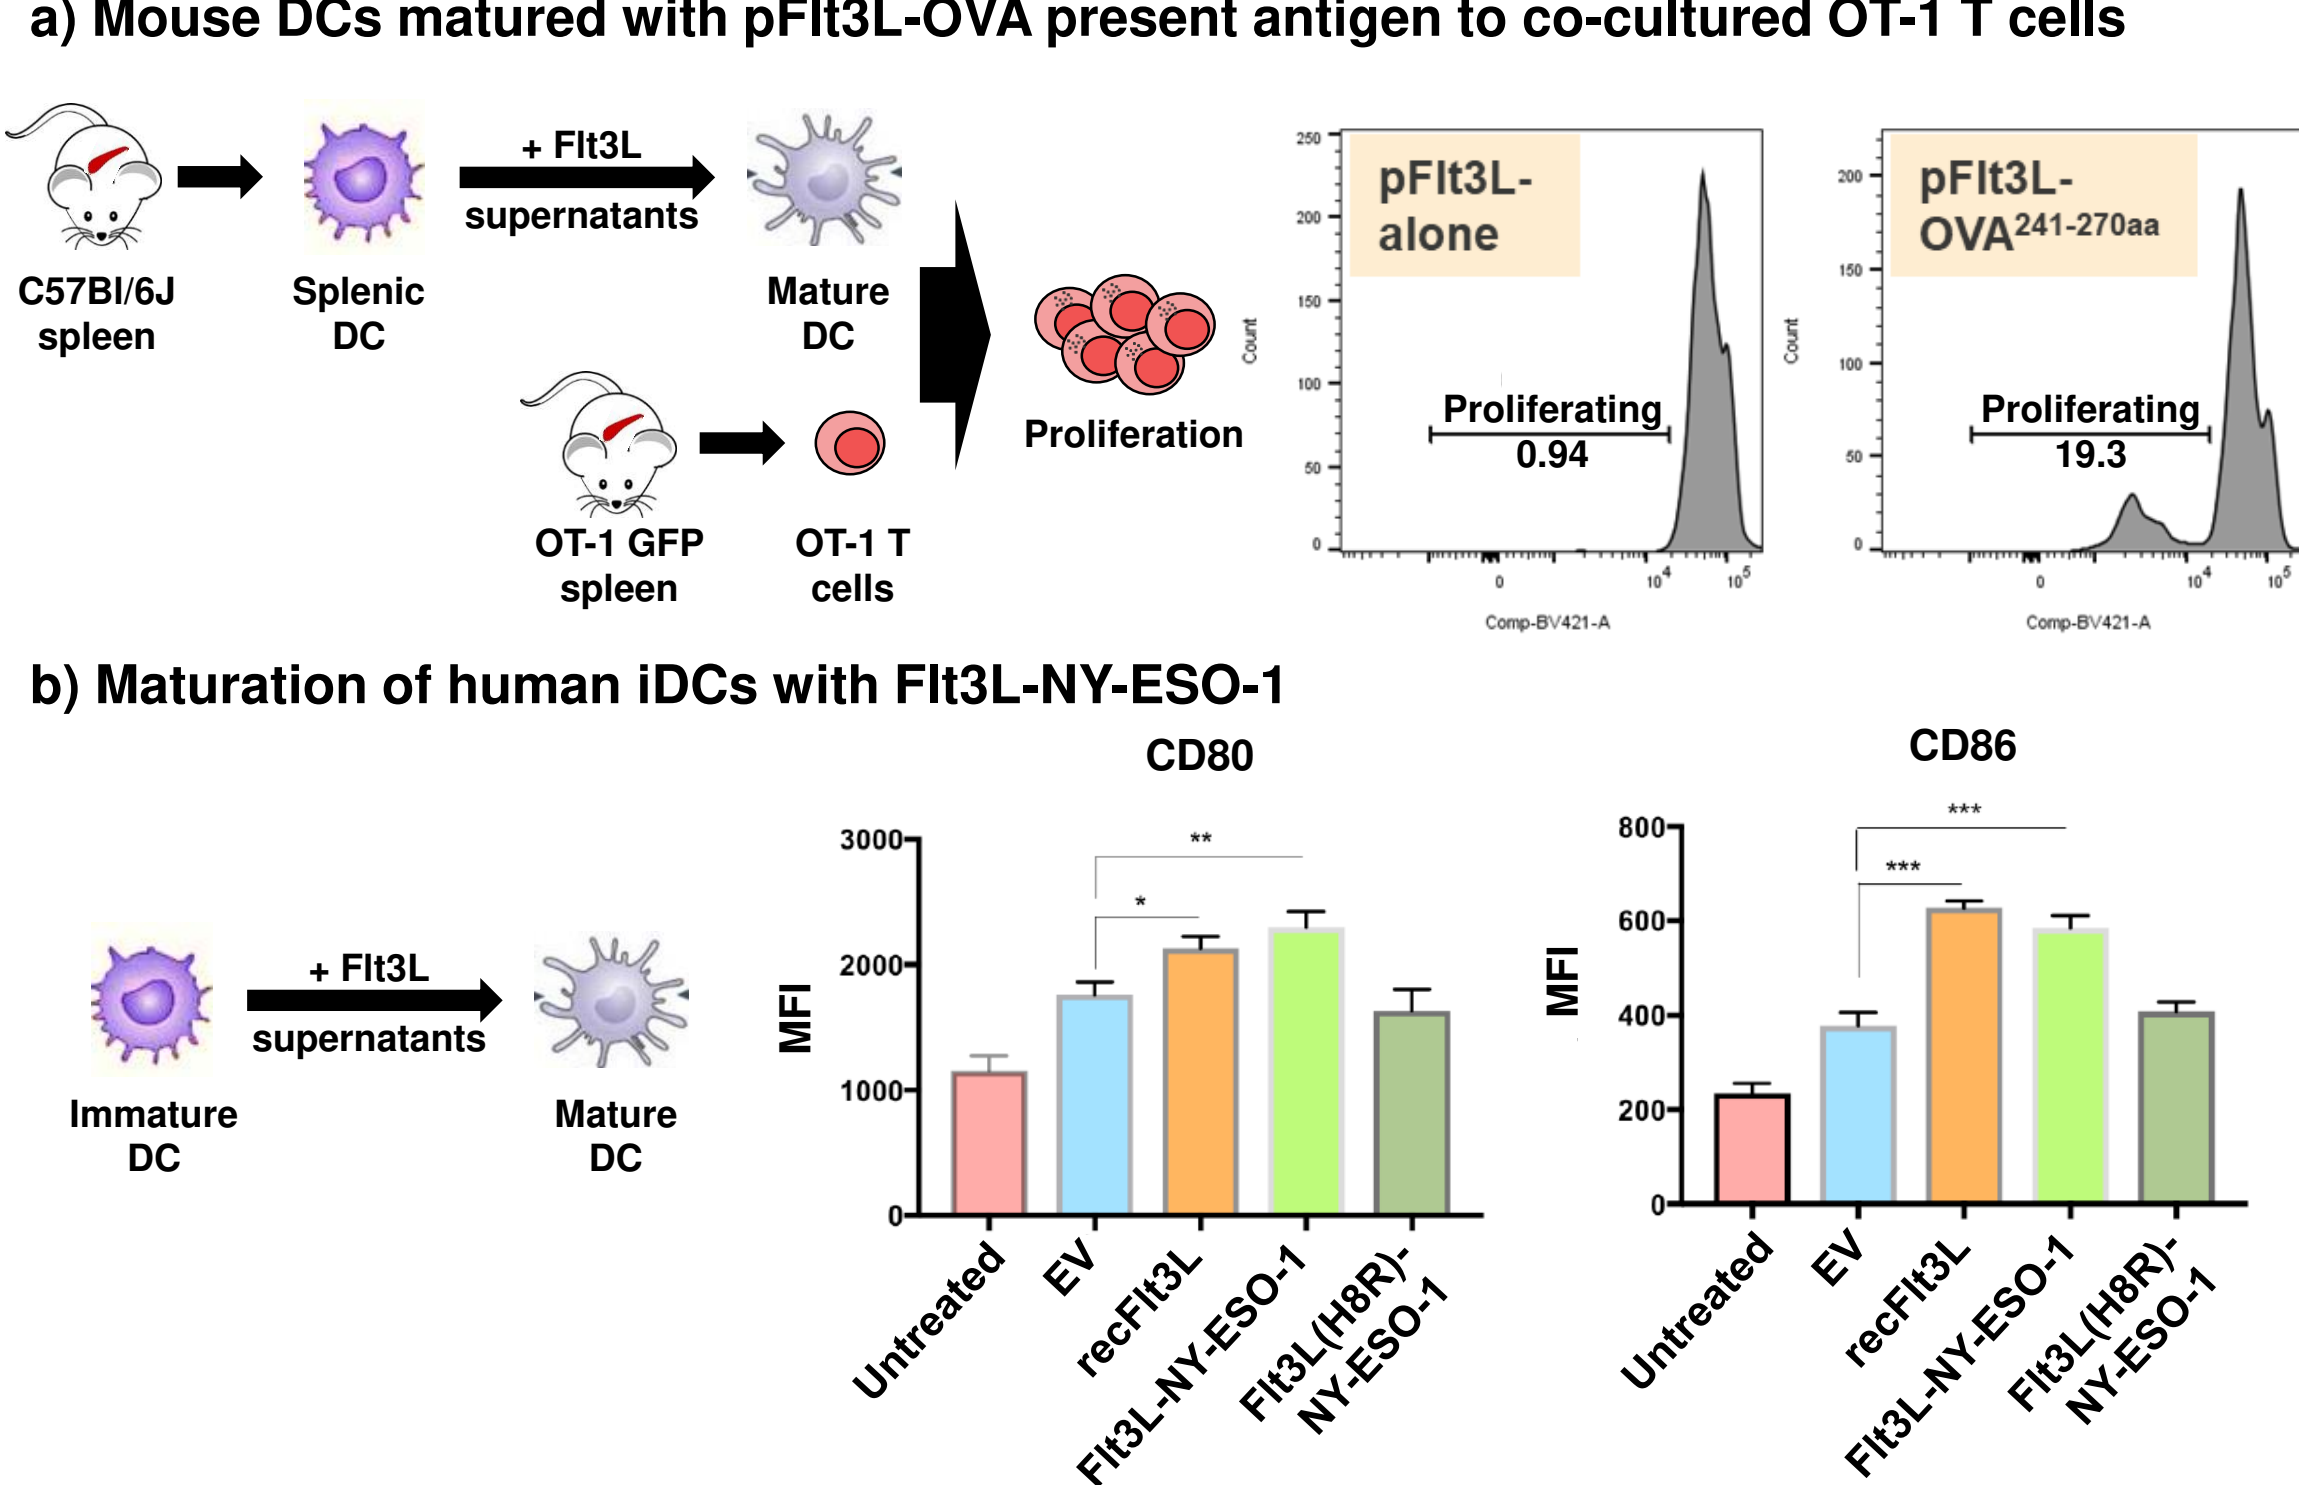 a) Mouse DCs matured with pFlt3L-OVA present antigen to co-cultured OT-1 T cells
C57Bl/6J
spleen
Splenic
DC
+ Flt3L
supernatants
Mature
DC
OT-1 GFP
spleen
OT-1 T
cells
Proliferation
pFlt3L-
alone
Count
250
200
150
100
50
0
Proliferating
0.94
0
10^4
10^5
Comp-BV421-A
pFlt3L-
OVA241-270aa
Count
200
150
100
50
0
Proliferating
19.3
0
10^4
10^5
Comp-BV421-A
b) Maturation of human iDCs with Flt3L-NY-ESO-1
Immature
DC
+ Flt3L
supernatants
Mature
DC
CD80
MFI
3000
2000
1000
0
**
*
Untreated
EV
recFlt3L
Flt3L-NY-ESO-1
Flt3L(H8R)-
NY-ESO-1
CD86
MFI
800
600
400
200
0
***
***
Untreated
EV
recFlt3L
Flt3L-NY-ESO-1
Flt3L(H8R)-
NY-ESO-1